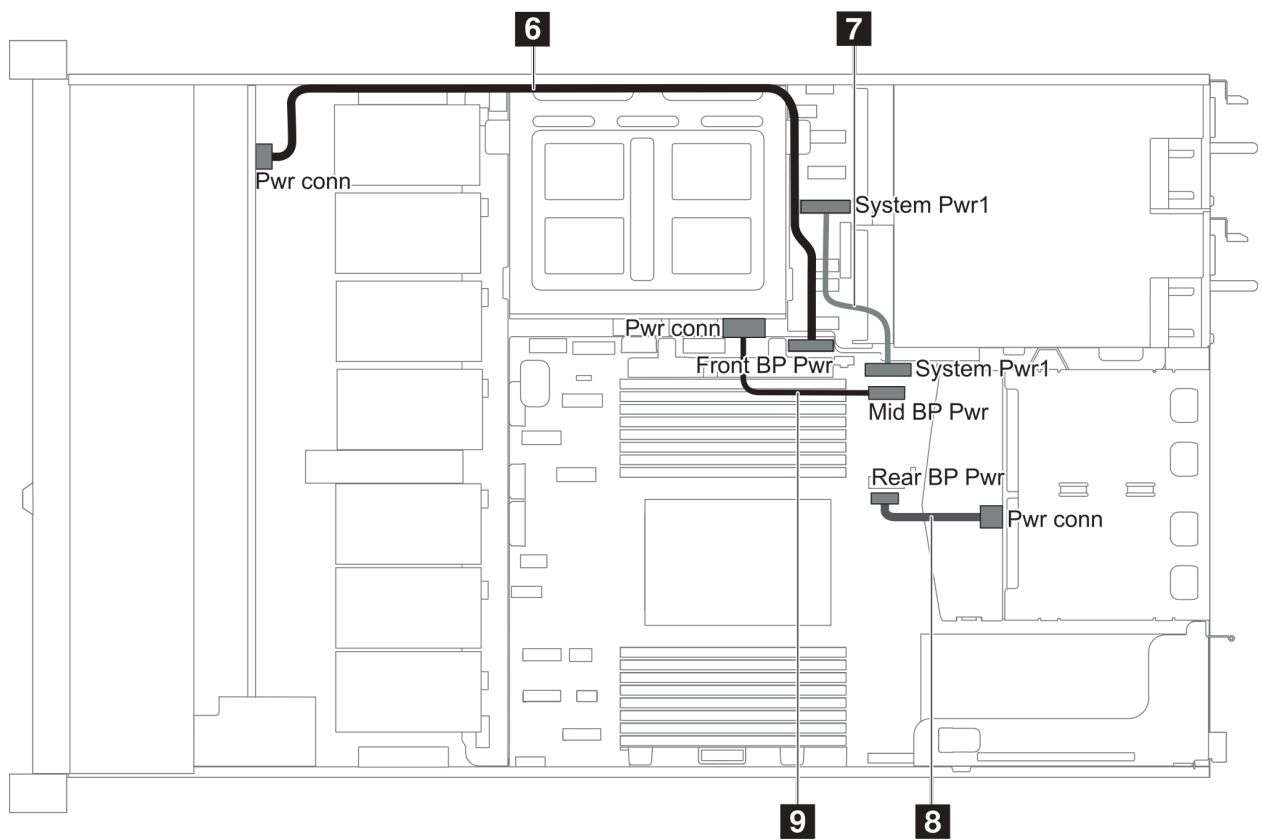 6
7
Pwr conn
System Pwr1
Pwr conn
Front BP Pwr
System Pwr1
Mid BP Pwr
Rear BP Pwr
Pwr conn
9
8